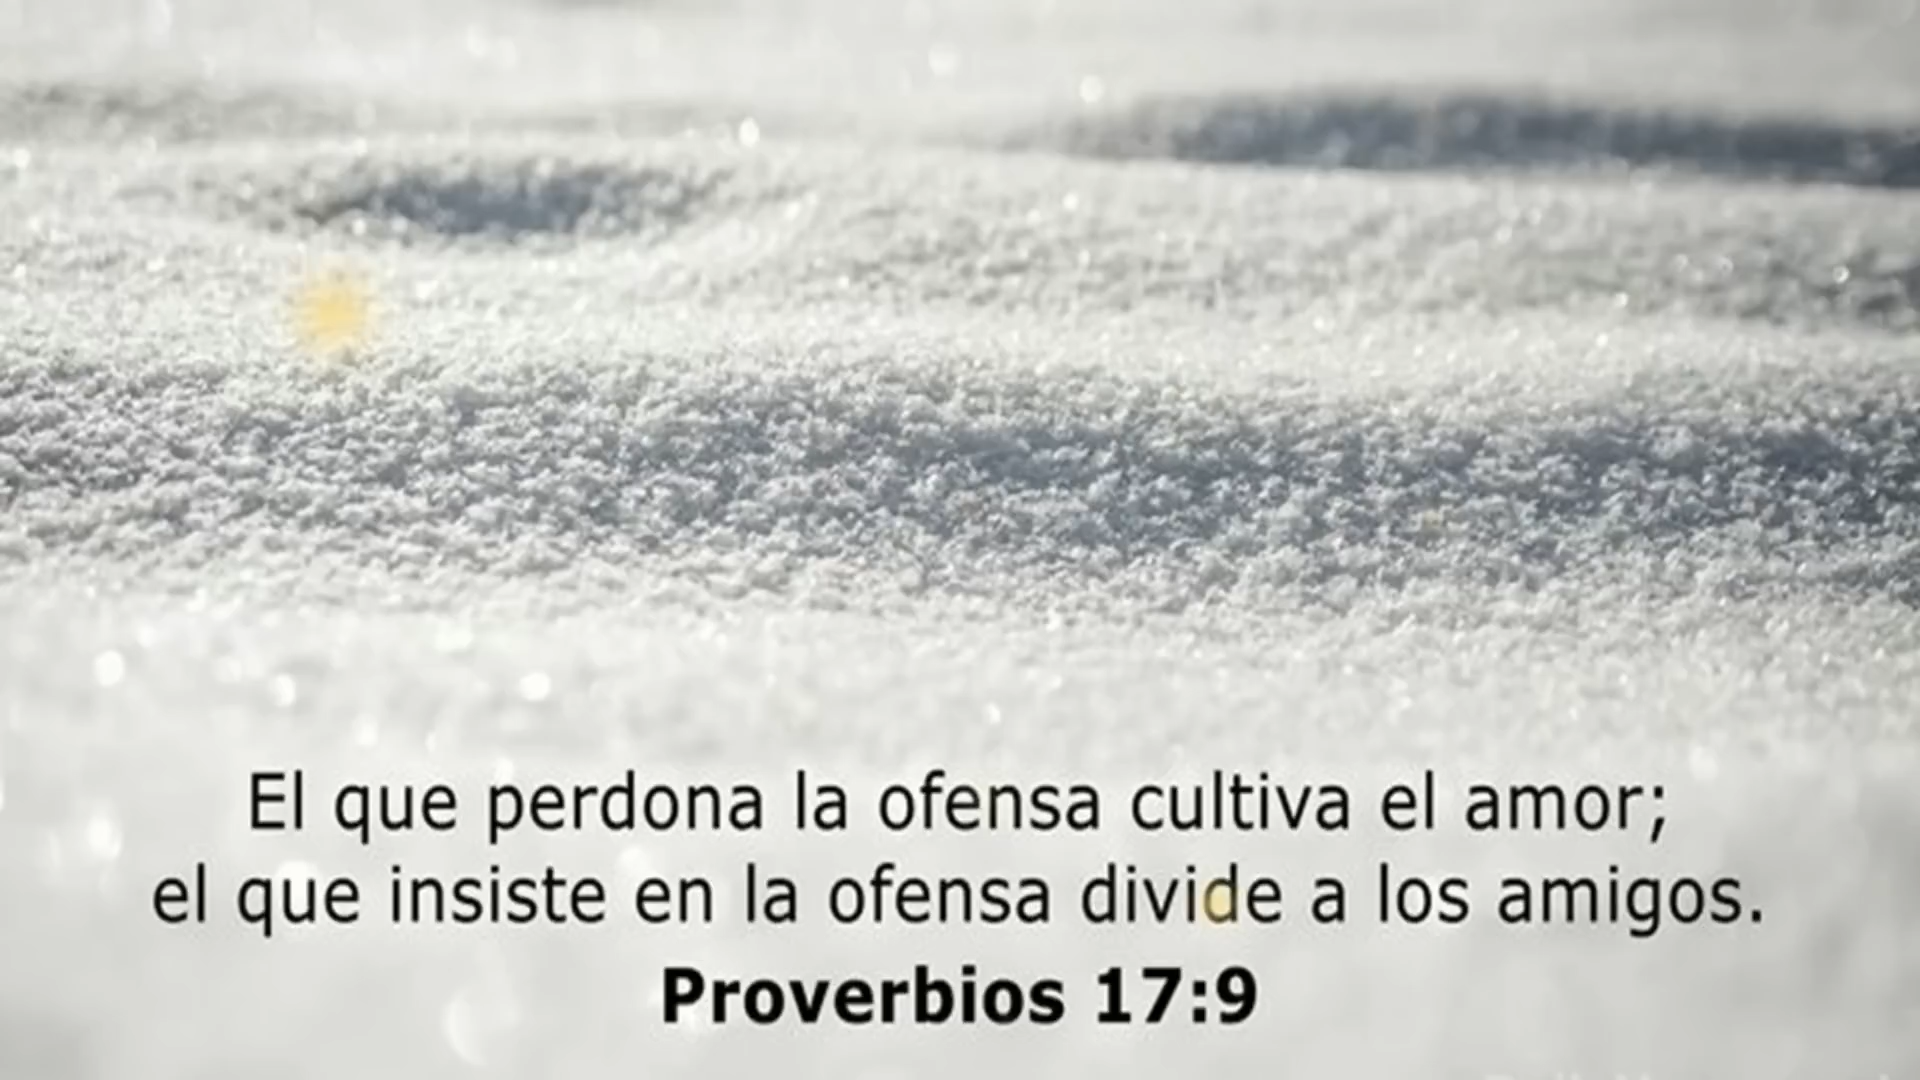 El que perdona la ofensa cultiva el amor;
el que insiste en la ofensa divide a los amigos.
Proverbios 17:9